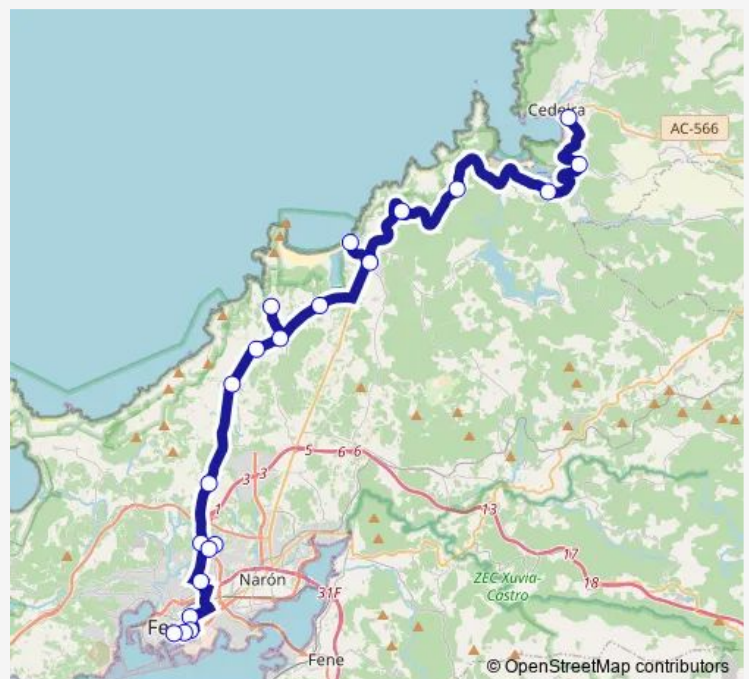 Cedeira
AC-566
5
6
6
3
3
1
13
17
18
Narón
31F
ZEC Xuvia-
Castro
Fe
Fene
© OpenStreetMap contributors